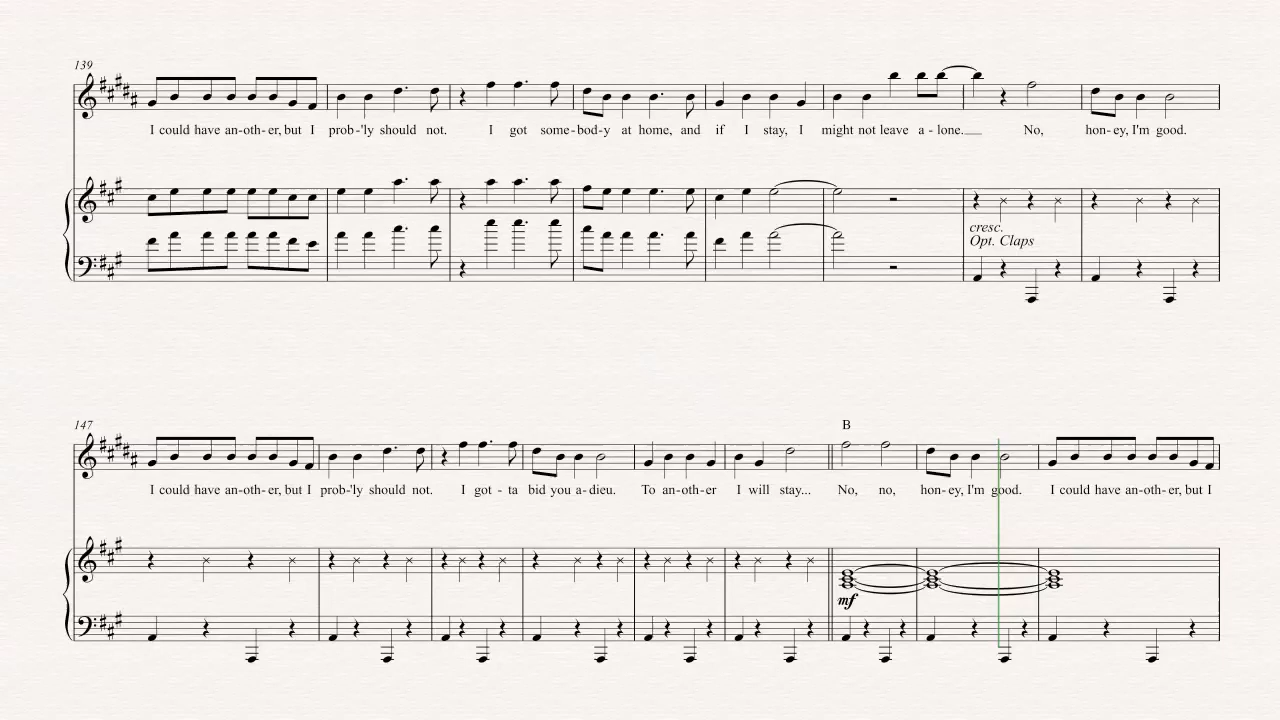 139
I could have an-oth-er, but I prob-'ly should not. I got some-bod-y at home, and if I stay, I might not leave a - lone.__ No, hon-ey, I'm good.
cresc.
Opt. Claps
147
B
I could have an-oth-er, but I prob-'ly should not. I got - ta bid you a-dieu. To an-oth-er I will stay... No, no, hon-ey, I'm good. I could have an-oth-er, but I
mf